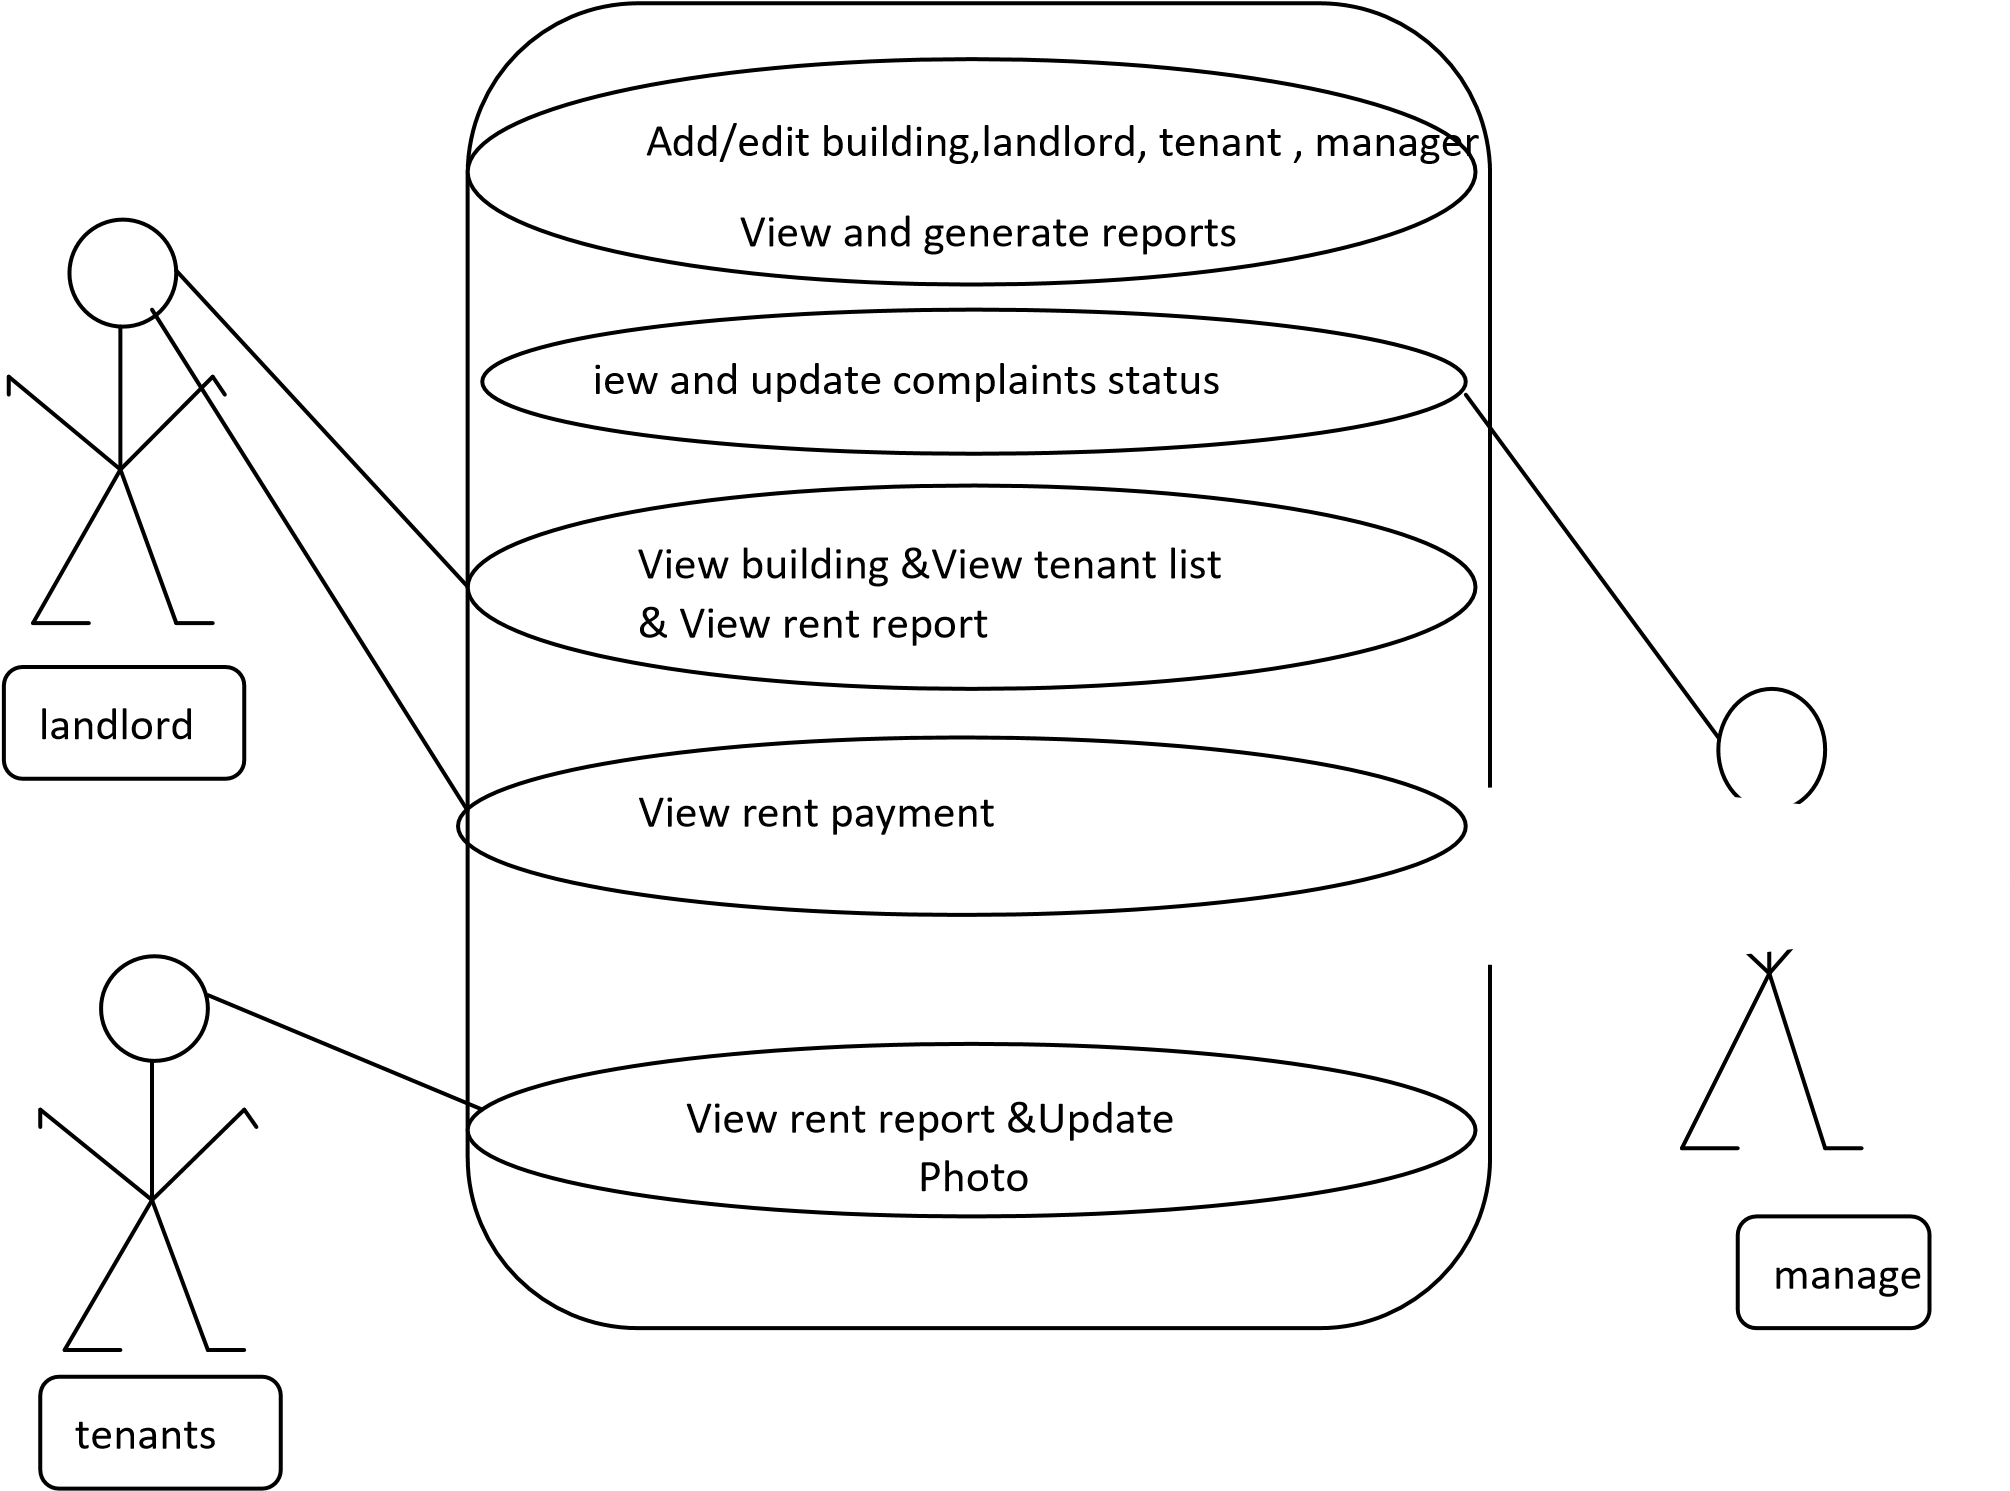 Add/edit building,landlord, tenant , manager
View and generate reports
iew and update complaints status
View building &View tenant list
& View rent report
landlord
View rent payment
View rent report &Update
Photo
manage
tenants